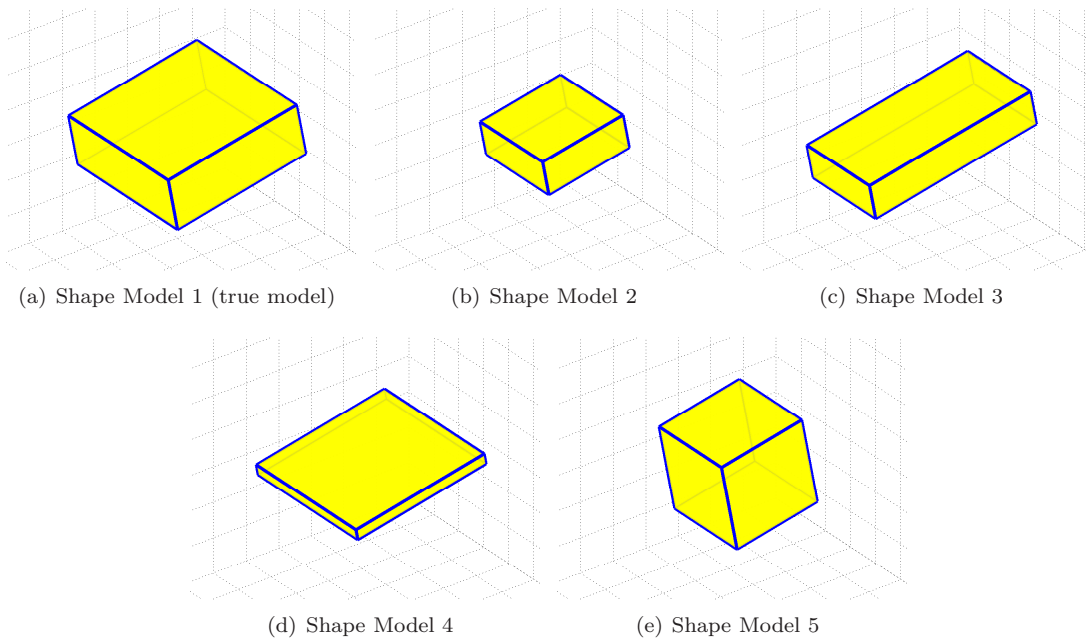 (a) Shape Model 1 (true model)
(b) Shape Model 2
(c) Shape Model 3
(d) Shape Model 4
(e) Shape Model 5